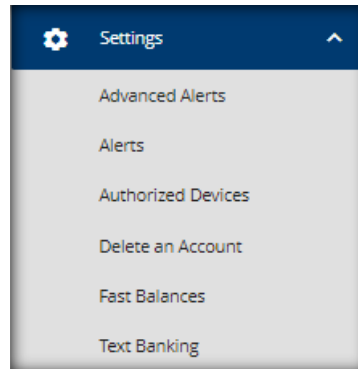 Settings
Advanced Alerts
Alerts
Authorized Devices
Delete an Account
Fast Balances
Text Banking